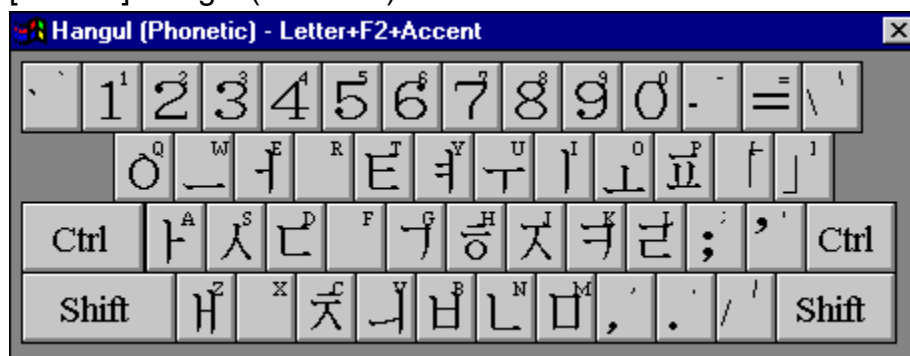 Hangul (Phonetic) - Letter+F2+Accent
` ` 1 1 2 2 3 3 4 4 5 5 6 6 7 7 8 8 9 9 0 0 - - = = \ \
ㅇ Q ㅡ W ㅓ E R ㅌ T ㅕ Y ㅜ U ㅣ I ㅗ O ㅍ P 「 」 ]
Ctrl ㅏ A ㅅ S ㄷ D F ㄱ G ㅎ H ㅈ J ㅋ K ㄹ L ; ; ' ' Ctrl
Shift ㅐ Z X ㅊ C V ㅂ B ㄴ N ㅁ M , , . . / / Shift